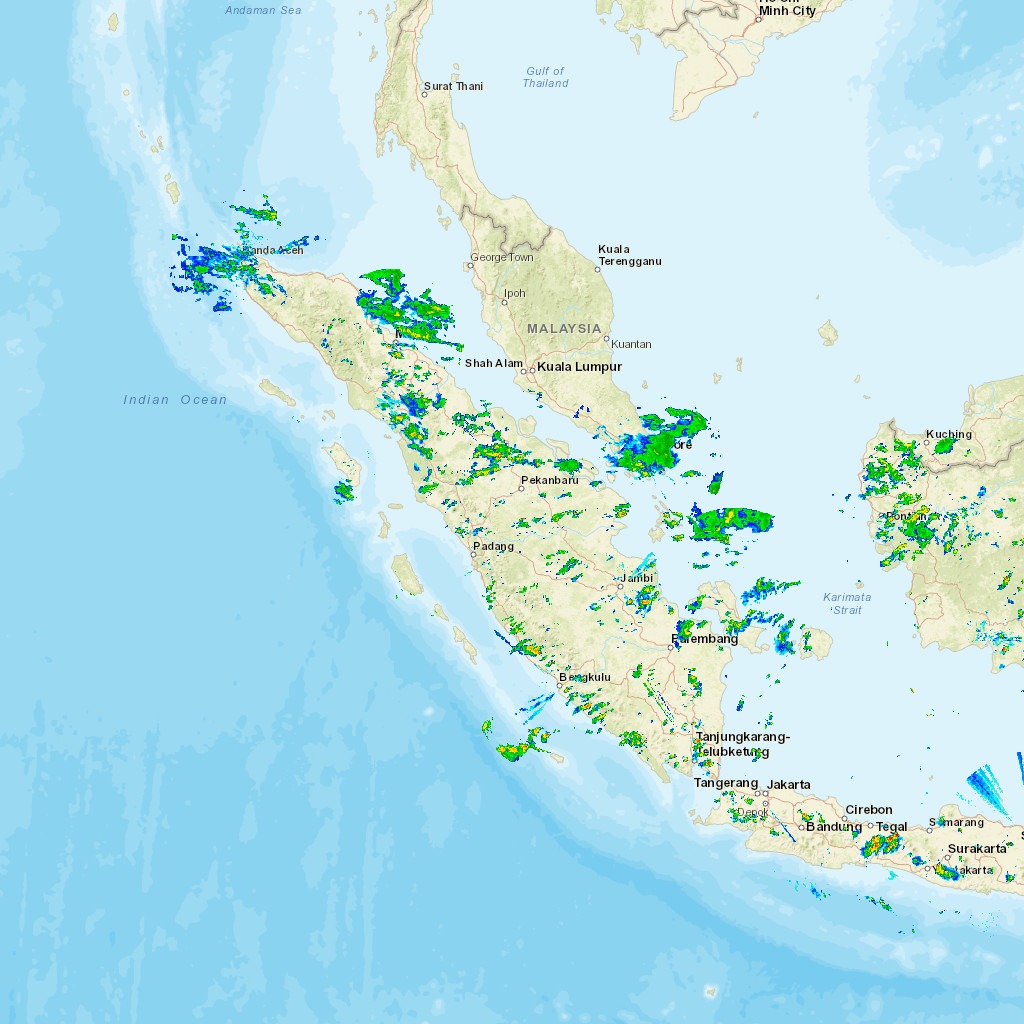 Andaman Sea
Minh City
Gulf of
Thailand
Surat Thani
Banda Aceh
George Town
Kuala
Terengganu
Ipoh
MALAYSIA
Kuantan
Shah Alam
Kuala Lumpur
Indian Ocean
Kuching
Pekanbaru
Padang
Jambi
Karimata
Strait
Palembang
Bengkulu
Tanjungkarang-
Telubketung
Tangerang
Jakarta
Depok
Cirebon
Bandung
Tegal
Semarang
Surakarta